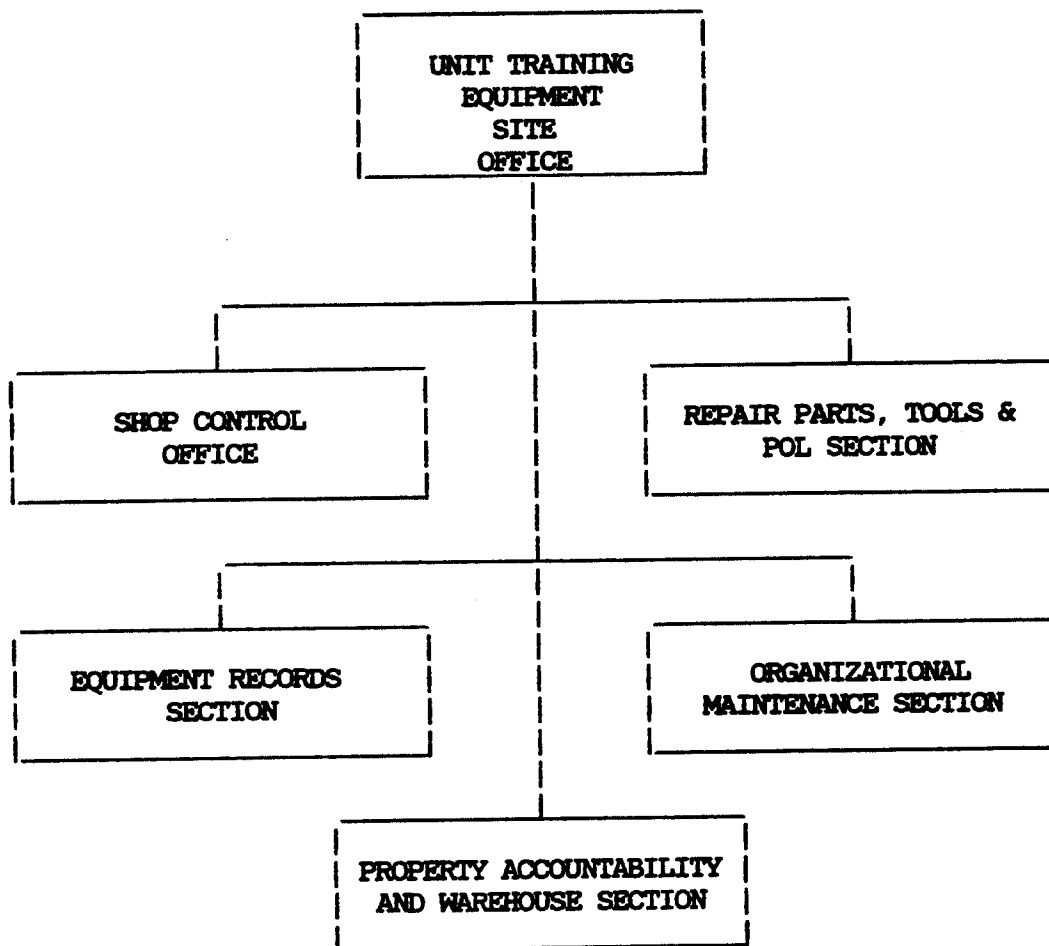 UNIT TRAINING
EQUIPMENT
SITE
OFFICE
SHOP CONTROL
OFFICE
REPAIR PARTS, TOOLS &
POL SECTION
EQUIPMENT RECORDS
SECTION
ORGANIZATIONAL
MAINTENANCE SECTION
PROPERTY ACCOUNTABILITY
AND WAREHOUSE SECTION